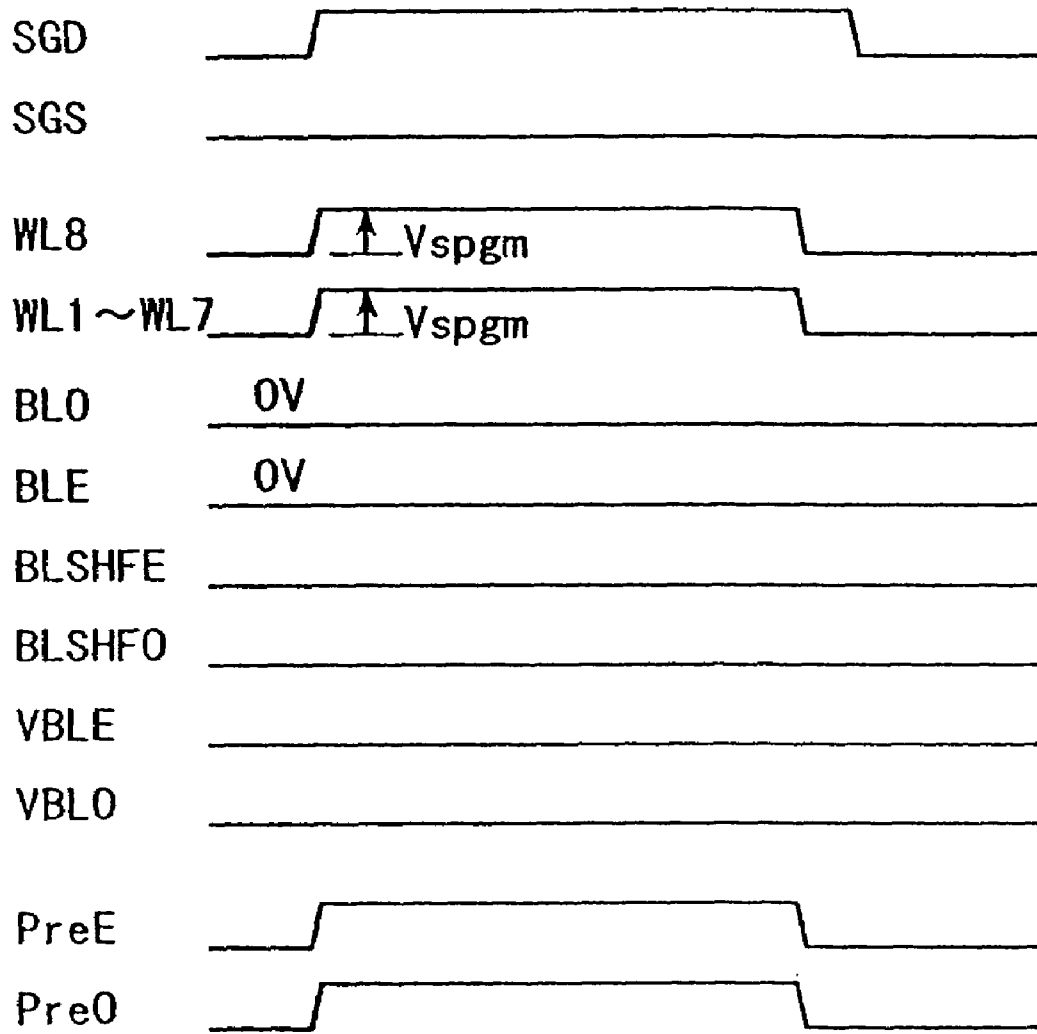 SGD
SGS
WL8 Vspgm
WL1～WL7 Vspgm
BLO 0V
BLE 0V
BLSHFE
BLSHFO
VBLE
VBLO
PreE
PreO